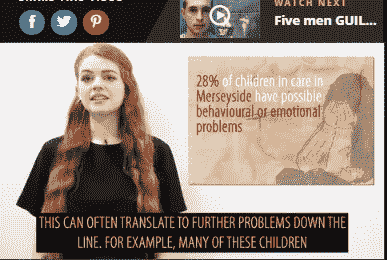 WATCH NEXT
Five men GUIL...
28% of children in care in
Merseyside have possible
behavioural or emotional
problems
THIS CAN OFTEN TRANSLATE TO FURTHER PROBLEMS DOWN THE
LINE. FOR EXAMPLE, MANY OF THESE CHILDREN